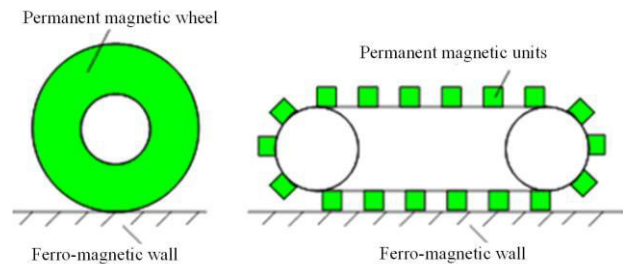 Permanent magnetic wheel
Permanent magnetic units
Ferro-magnetic wall
Ferro-magnetic wall